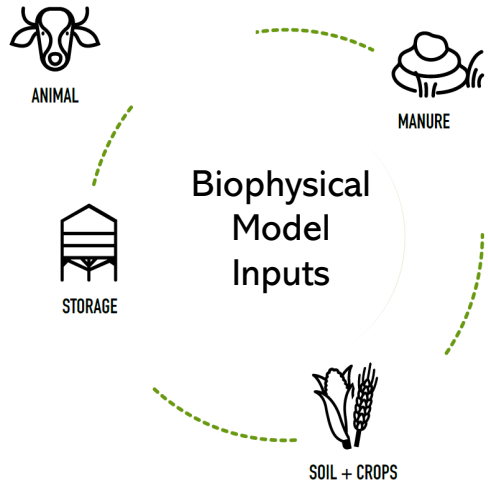 ANIMAL
MANURE
Biophysical
Model
Inputs
STORAGE
SOIL + CROPS